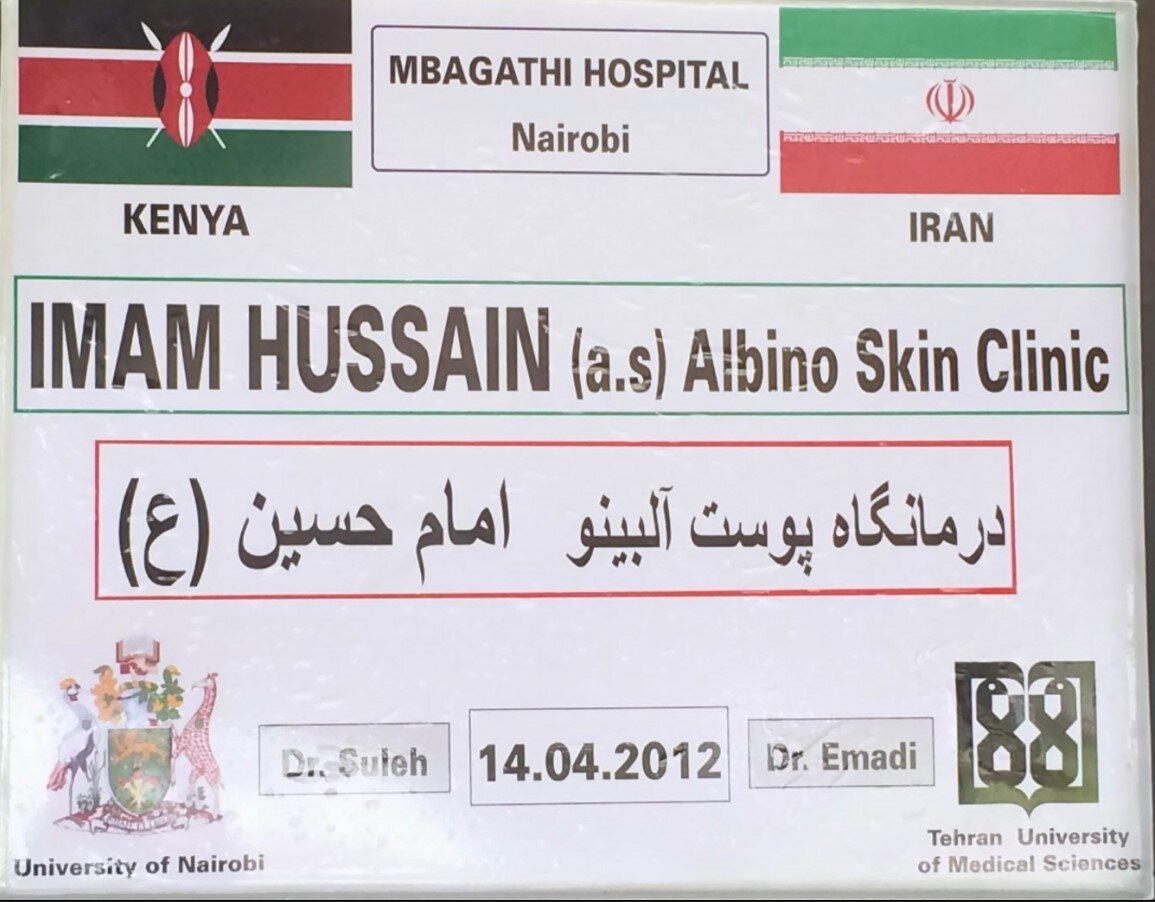 MBAGATHI HOSPITAL
Nairobi
KENYA
IRAN
IMAM HUSSAIN (a.s) Albino Skin Clinic
درمانگاه پوست آلبینو امام حسین (ع)
Dr. Suleh
14.04.2012
Dr. Emadi
University of Nairobi
Tehran University
of Medical Sciences